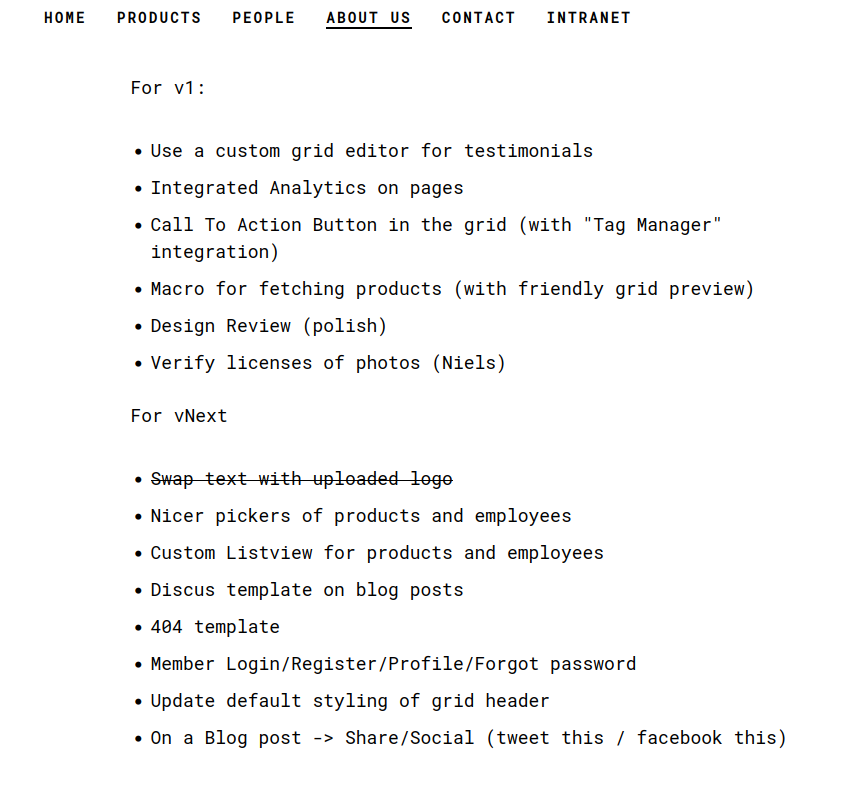 HOME PRODUCTS PEOPLE ABOUT US CONTACT INTRANET
For v1:
Use a custom grid editor for testimonials
Integrated Analytics on pages
Call To Action Button in the grid (with "Tag Manager"
integration)
Macro for fetching products (with friendly grid preview)
Design Review (polish)
Verify licenses of photos (Niels)
For vNext
Swap text with uploaded logo
Nicer pickers of products and employees
Custom Listview for products and employees
Discus template on blog posts
404 template
Member Login/Register/Profile/Forgot password
Update default styling of grid header
On a Blog post -> Share/Social (tweet this / facebook this)